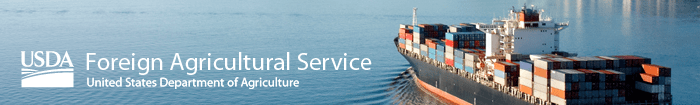 USDA
Foreign Agricultural Service
United States Department of Agriculture